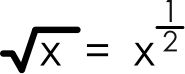 √x = x^(1/2)